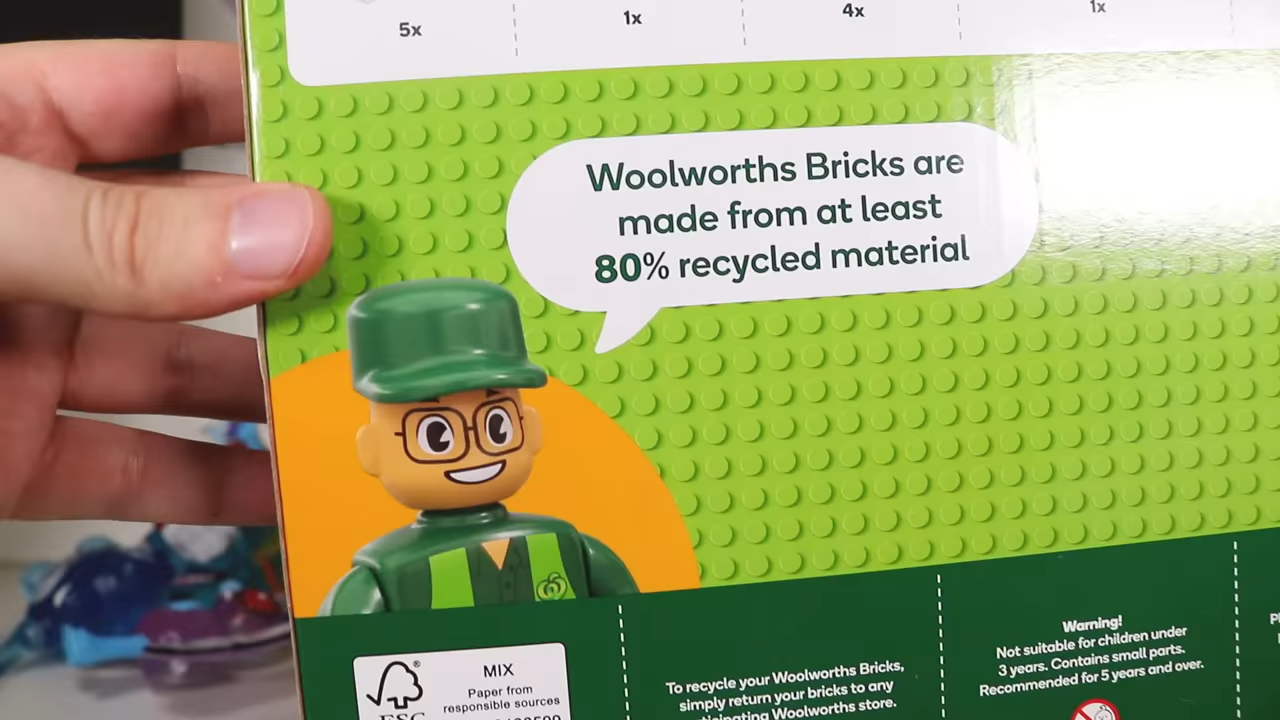 5x
1x
4x
1x
Woolworths Bricks are
made from at least
80% recycled material
MIX
Paper from
responsible sources
FSC
To recycle your Woolworths Bricks,
simply return your bricks to any
Woolworths store.
Warning!
Not suitable for children under
3 years. Contains small parts.
Recommended for 5 years and over.